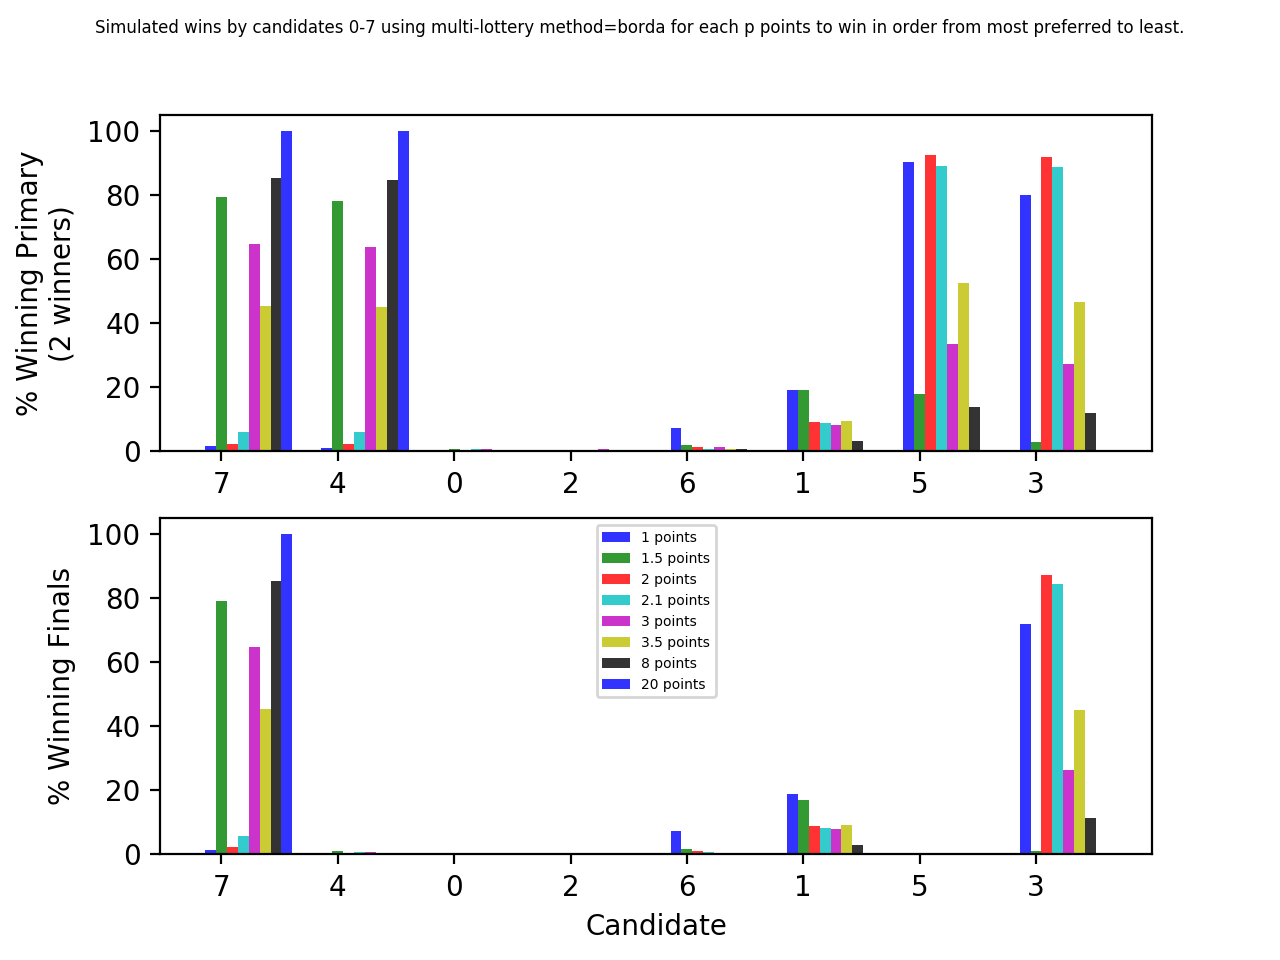 Simulated wins by candidates 0-7 using multi-lottery method=borda for each p points to win in order from most preferred to least.
% Winning Primary
(2 winners)
100
80
60
40
20
0
7 4 0 2 6 1 5 3
% Winning Finals
100
80
60
40
20
0
1 points
1.5 points
2 points
2.1 points
3 points
3.5 points
8 points
20 points
7 4 0 2 6 1 5 3
Candidate